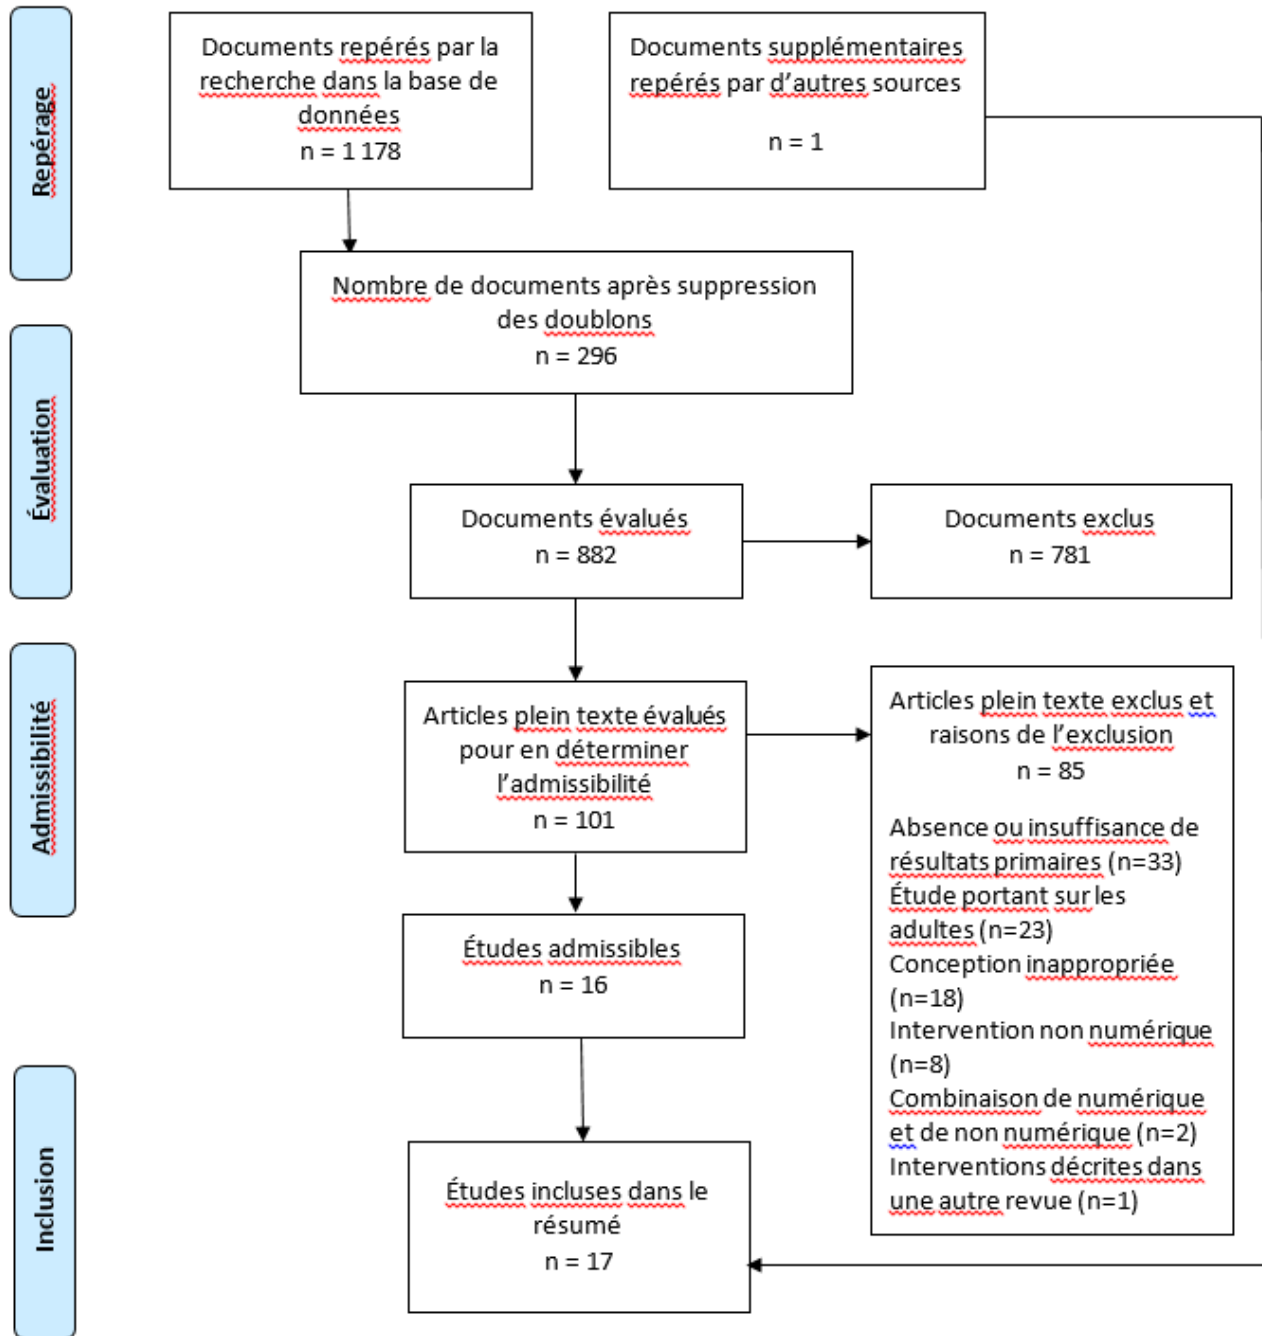 Repérage
Documents repérés par la
recherche dans la base de
données
n = 1 178
Documents supplémentaires
repérés par d'autres sources
n = 1
Nombre de documents après suppression
des doublons
n = 296
Évaluation
Documents évalués
n = 882
Documents exclus
n = 781
Admissibilité
Articles plein texte évalués
pour en déterminer
l'admissibilité
n = 101
Articles plein texte exclus et
raisons de l'exclusion
n = 85
Absence ou insuffisance de
résultats primaires (n=33)
Étude portant sur les
adultes (n=23)
Conception inappropriée
(n=18)
Intervention non numérique
(n=8)
Combinaison de numérique
et de non numérique (n=2)
Interventions décrites dans
une autre revue (n=1)
Études admissibles
n = 16
Inclusion
Études incluses dans le
résumé
n = 17